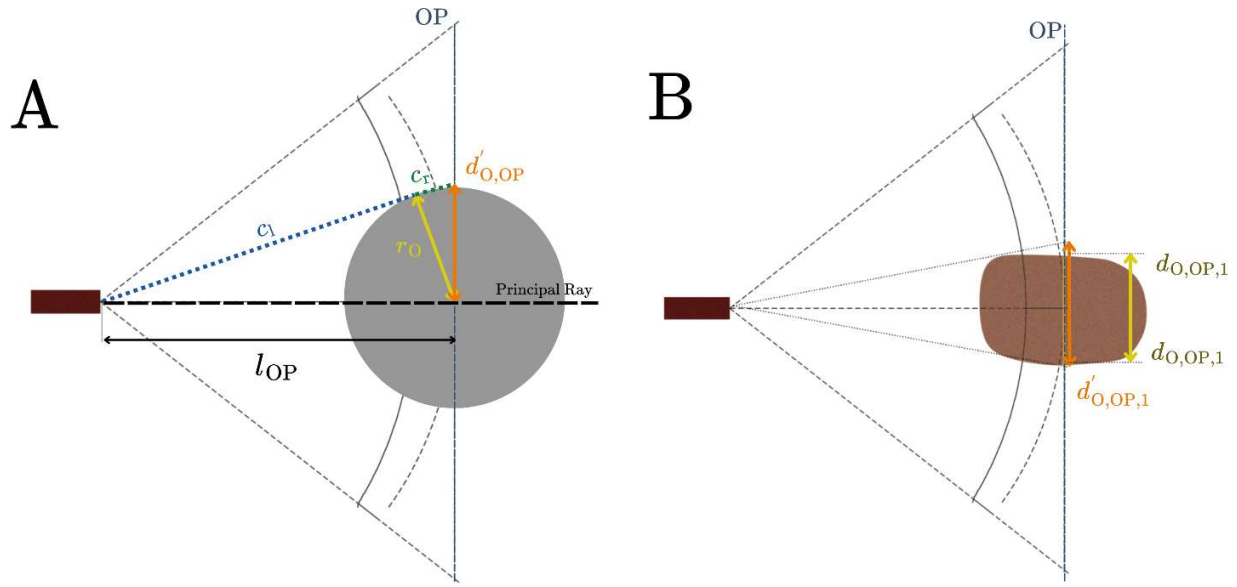 A
OP
d'O,OP
cr
cl
rO
Principal Ray
lOP
B
OP
dO,OP,1
dO,OP,1
d'O,OP,1